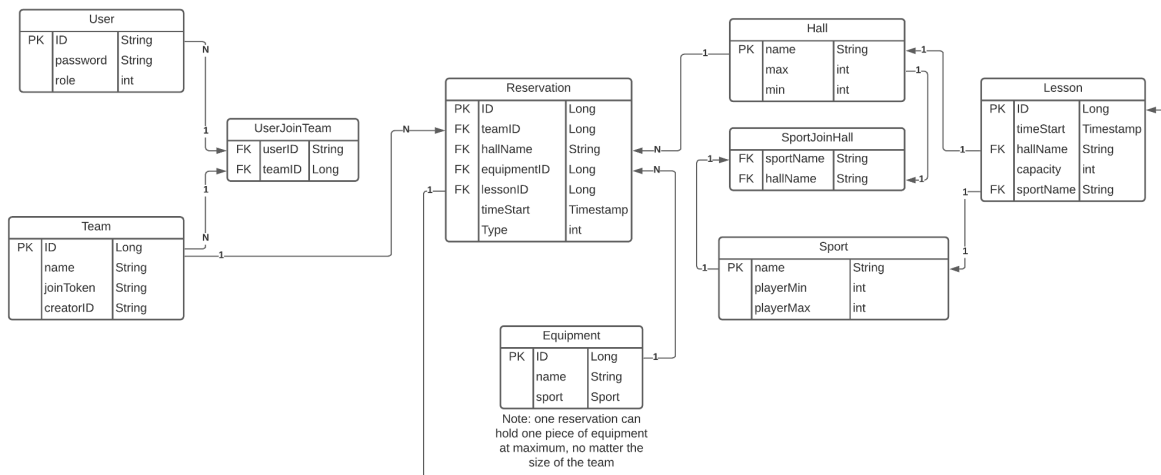 User
PK ID String
password String
role int
N
1
UserJoinTeam
FK userID String
FK teamID Long
1
N
Team
PK ID Long
name String
joinToken String
creatorID String
1
N
Reservation
PK ID Long
FK teamID Long
FK hallName String
FK equipmentID Long
FK lessonID Long
timeStart Timestamp
Type int
1
N
N
1
Equipment
PK ID Long
name String
sport Sport
1
Note: one reservation can
hold one piece of equipment
at maximum, no matter the
size of the team
Hall
PK name String
max int
min int
1
1
SportJoinHall
FK sportName String
FK hallName String
1
1
Sport
PK name String
playerMin int
playerMax int
1
1
Lesson
PK ID Long
timeStart Timestamp
FK hallName String
capacity int
FK sportName String
1
1